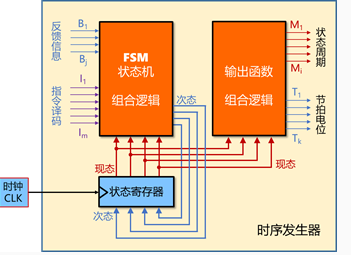 反馈信息
B1
Bj
指令译码
I1
Im
FSM
状态机
组合逻辑
次态
输出函数
组合逻辑
M1
Mi
状态周期
T1
Tk
节拍电位
现态
现态
时钟
CLK
状态寄存器
次态
时序发生器